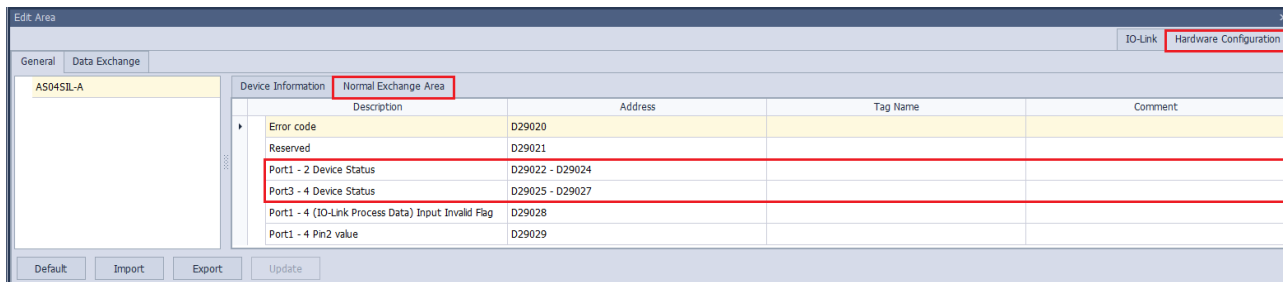 Edit Area
IO-Link Hardware Configuration
General Data Exchange
AS04SIL-A
Device Information Normal Exchange Area
Description Address Tag Name Comment
Error code D29020
Reserved D29021
Port1 - 2 Device Status D29022 - D29024
Port3 - 4 Device Status D29025 - D29027
Port1 - 4 (IO-Link Process Data) Input Invalid Flag D29028
Port1 - 4 Pin2 value D29029
Default Import Export Update